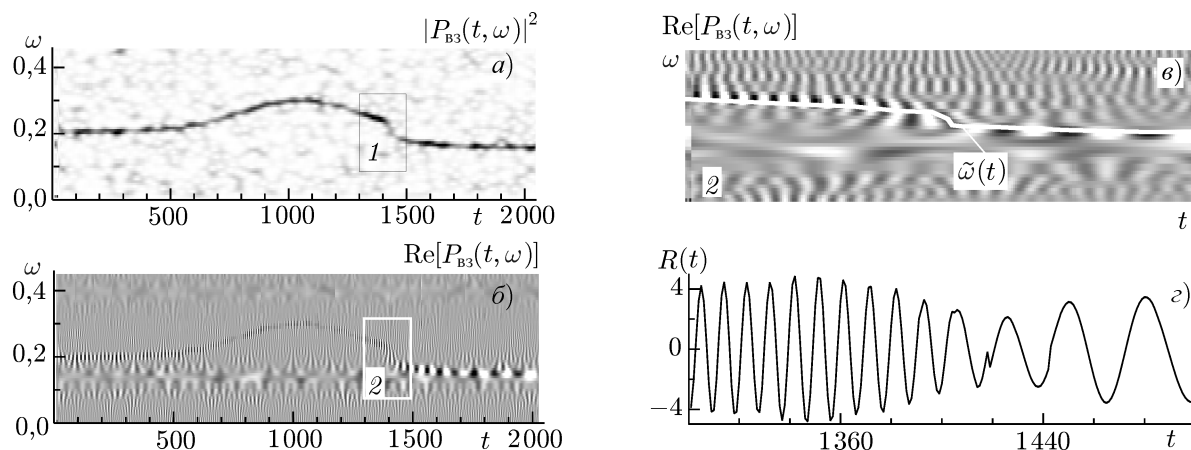 |P_вз(t, ω)|²
ω
0,4
а)
0,2
1
0,0
500
1000
t
1500
2000
Re[P_вз(t, ω)]
ω
0,4
б)
0,2
2
0,0
500
1000
1500
t
2000
Re[P_вз(t, ω)]
ω
в)
ω̃(t)
2
t
R(t)
4
г)
0
−4
1360
1440
t